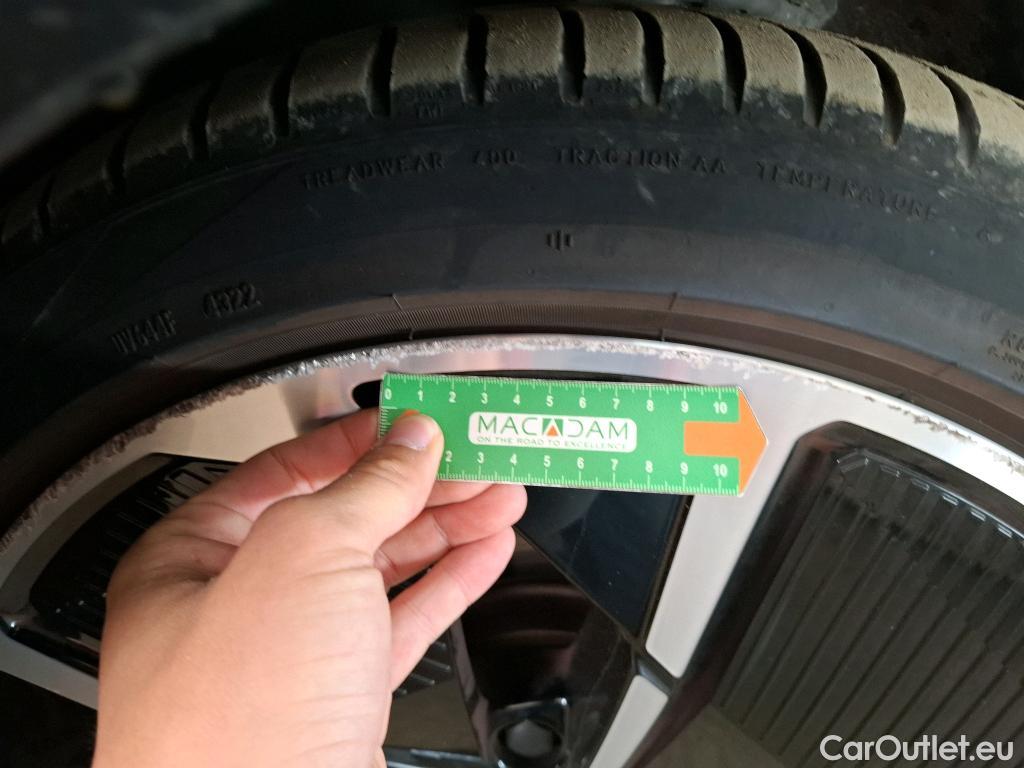 TREADWEAR 400 TRACTION AA TEMPERATURE A
4322
0 1 2 3 4 5 6 7 8 9 10
MACADAM
ON THE ROAD TO EXCELLENCE
2 3 4 5 6 7 8 9 10
CarOutlet.eu